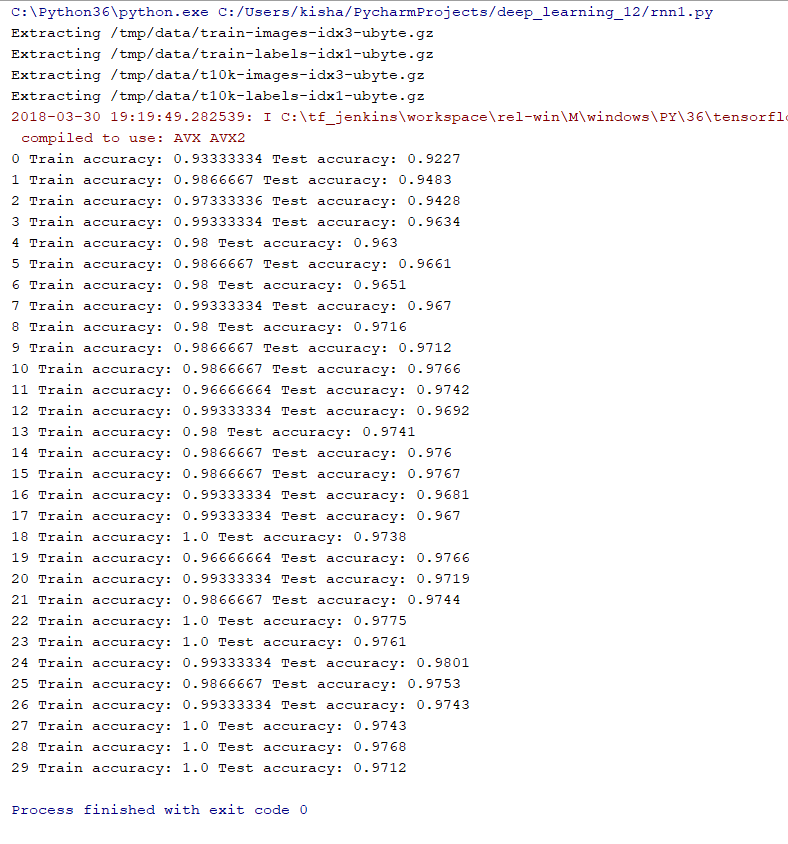 C:\Python36\python.exe C:/Users/kisha/PycharmProjects/deep_learning_12/rnn1.py
Extracting /tmp/data/train-images-idx3-ubyte.gz
Extracting /tmp/data/train-labels-idx1-ubyte.gz
Extracting /tmp/data/t10k-images-idx3-ubyte.gz
Extracting /tmp/data/t10k-labels-idx1-ubyte.gz
2018-03-30 19:19:49.282539: I C:\tf_jenkins\workspace\rel-win\M\windows\PY\36\tensorflo
compiled to use: AVX AVX2
0 Train accuracy: 0.93333334 Test accuracy: 0.9227
1 Train accuracy: 0.9866667 Test accuracy: 0.9483
2 Train accuracy: 0.97333336 Test accuracy: 0.9428
3 Train accuracy: 0.99333334 Test accuracy: 0.9634
4 Train accuracy: 0.98 Test accuracy: 0.963
5 Train accuracy: 0.9866667 Test accuracy: 0.9661
6 Train accuracy: 0.98 Test accuracy: 0.9651
7 Train accuracy: 0.99333334 Test accuracy: 0.967
8 Train accuracy: 0.98 Test accuracy: 0.9716
9 Train accuracy: 0.9866667 Test accuracy: 0.9712
10 Train accuracy: 0.9866667 Test accuracy: 0.9766
11 Train accuracy: 0.96666664 Test accuracy: 0.9742
12 Train accuracy: 0.99333334 Test accuracy: 0.9692
13 Train accuracy: 0.98 Test accuracy: 0.9741
14 Train accuracy: 0.9866667 Test accuracy: 0.976
15 Train accuracy: 0.9866667 Test accuracy: 0.9767
16 Train accuracy: 0.99333334 Test accuracy: 0.9681
17 Train accuracy: 0.99333334 Test accuracy: 0.967
18 Train accuracy: 1.0 Test accuracy: 0.9738
19 Train accuracy: 0.96666664 Test accuracy: 0.9766
20 Train accuracy: 0.99333334 Test accuracy: 0.9719
21 Train accuracy: 0.9866667 Test accuracy: 0.9744
22 Train accuracy: 1.0 Test accuracy: 0.9775
23 Train accuracy: 1.0 Test accuracy: 0.9761
24 Train accuracy: 0.99333334 Test accuracy: 0.9801
25 Train accuracy: 0.9866667 Test accuracy: 0.9753
26 Train accuracy: 0.99333334 Test accuracy: 0.9743
27 Train accuracy: 1.0 Test accuracy: 0.9743
28 Train accuracy: 1.0 Test accuracy: 0.9768
29 Train accuracy: 1.0 Test accuracy: 0.9712
Process finished with exit code 0